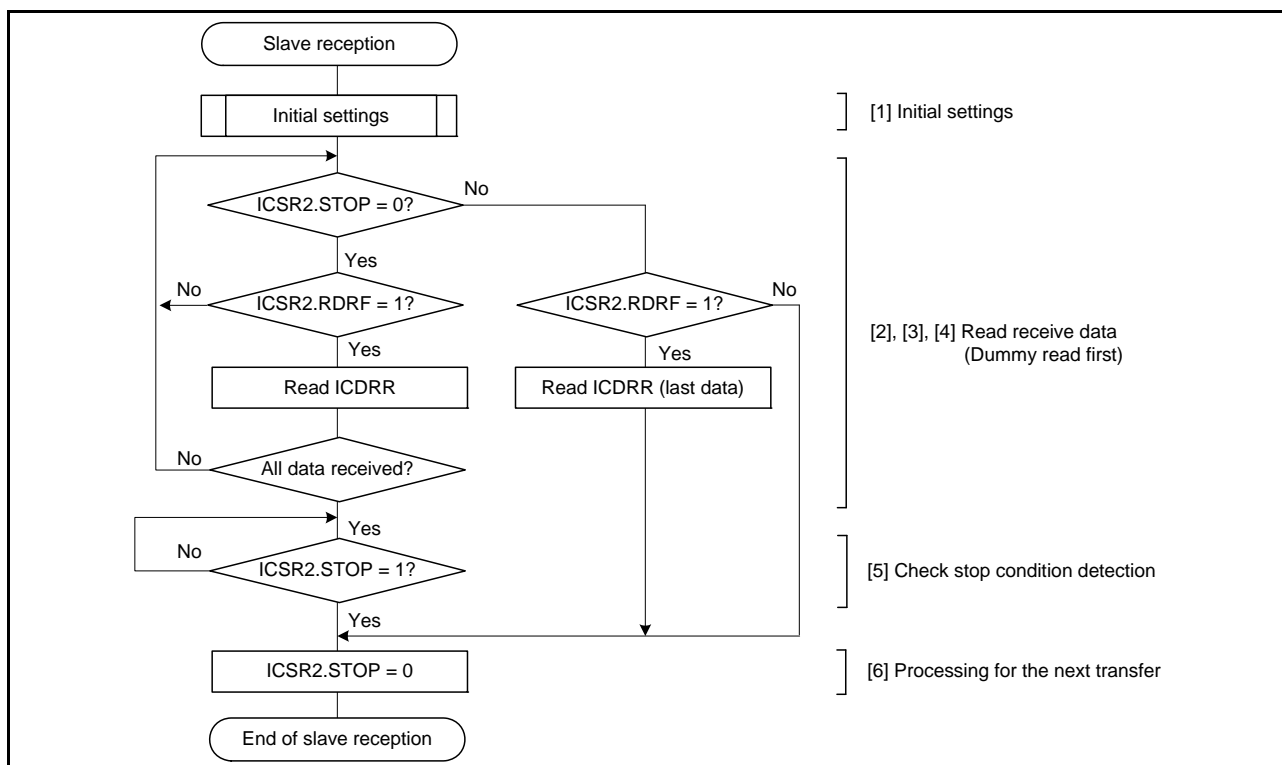 Slave reception
Initial settings
[1] Initial settings
ICSR2.STOP = 0?
No
Yes
ICSR2.RDRF = 1?
No
Yes
ICSR2.RDRF = 1?
No
Yes
Read ICDRR
Read ICDRR (last data)
[2], [3], [4] Read receive data
(Dummy read first)
All data received?
No
Yes
ICSR2.STOP = 1?
No
Yes
[5] Check stop condition detection
ICSR2.STOP = 0
[6] Processing for the next transfer
End of slave reception